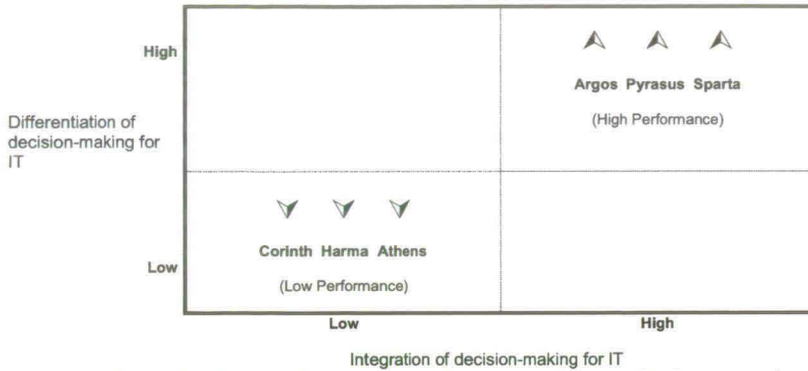 High
Argos Pyrasus Sparta
(High Performance)
Differentiation of
decision-making for
IT
Corinth Harma Athens
Low
(Low Performance)
Low High
Integration of decision-making for IT